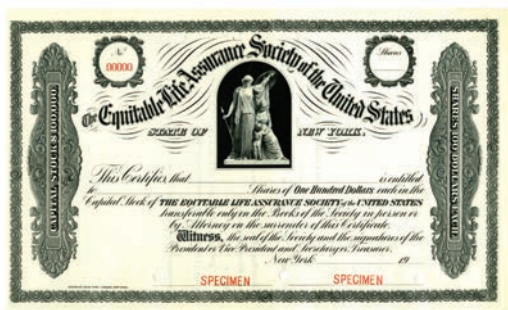 No.
00000
Shares
The Equitable Life Assurance Society of the United States
STATE OF NEW YORK.
CAPITAL STOCK $100,000.
SHARES, 100 DOLLARS EACH.
This Certifies that is entitled
to Shares of One Hundred Dollars each in the
Capital Stock of THE EQUITABLE LIFE ASSURANCE SOCIETY of the UNITED STATES
transferable only on the Books of the Society in person or
by Attorney on the surrender of this Certificate.
Witness, the seal of the Society and the signatures of the
President or Vice President and Secretary or Treasurer.
New York 19
SPECIMEN SPECIMEN